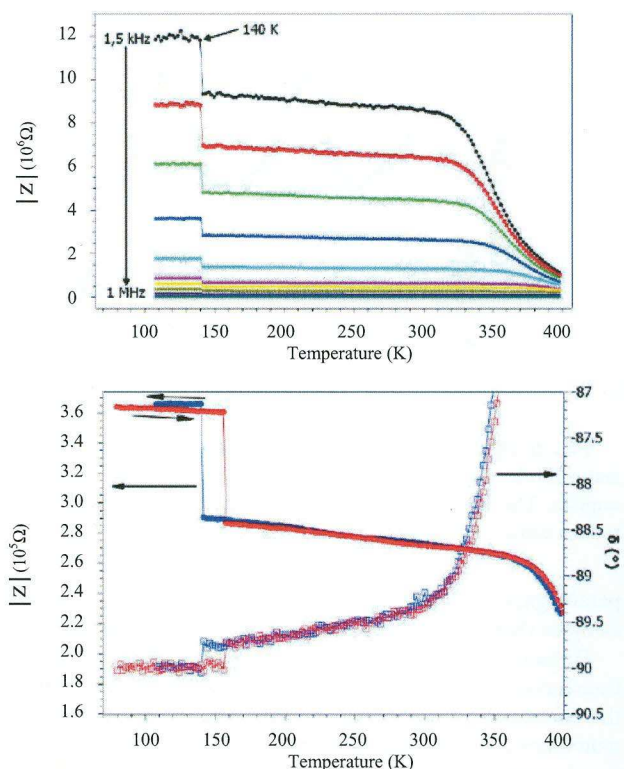 12
10
8
6
4
2
0
1,5 kHz
140 K
1 MHz
|Z| (10⁶Ω)
100 150 200 250 300 350 400
Temperature (K)
3.6
3.4
3.2
3.0
2.8
2.6
2.4
2.2
2.0
1.8
1.6
|Z| (10⁵Ω)
-87
-87.5
-88
-88.5
-89
-89.5
-90
-90.5
δ (°)
100 150 200 250 300 350 400
Temperature (K)